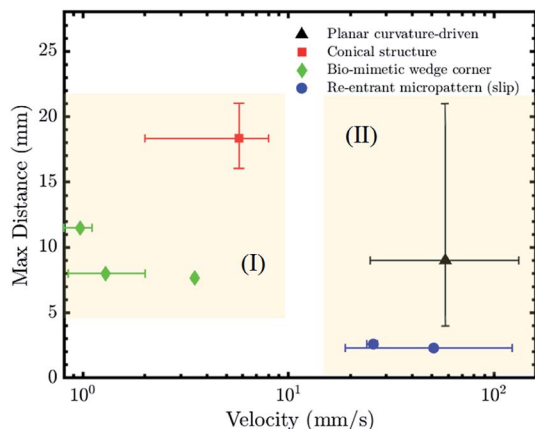 Planar curvature-driven
Conical structure
Bio-mimetic wedge corner
Re-entrant micropattern (slip)
(I)
(II)
Max Distance (mm)
25
20
15
10
5
0
10⁰
10¹
10²
Velocity (mm/s)